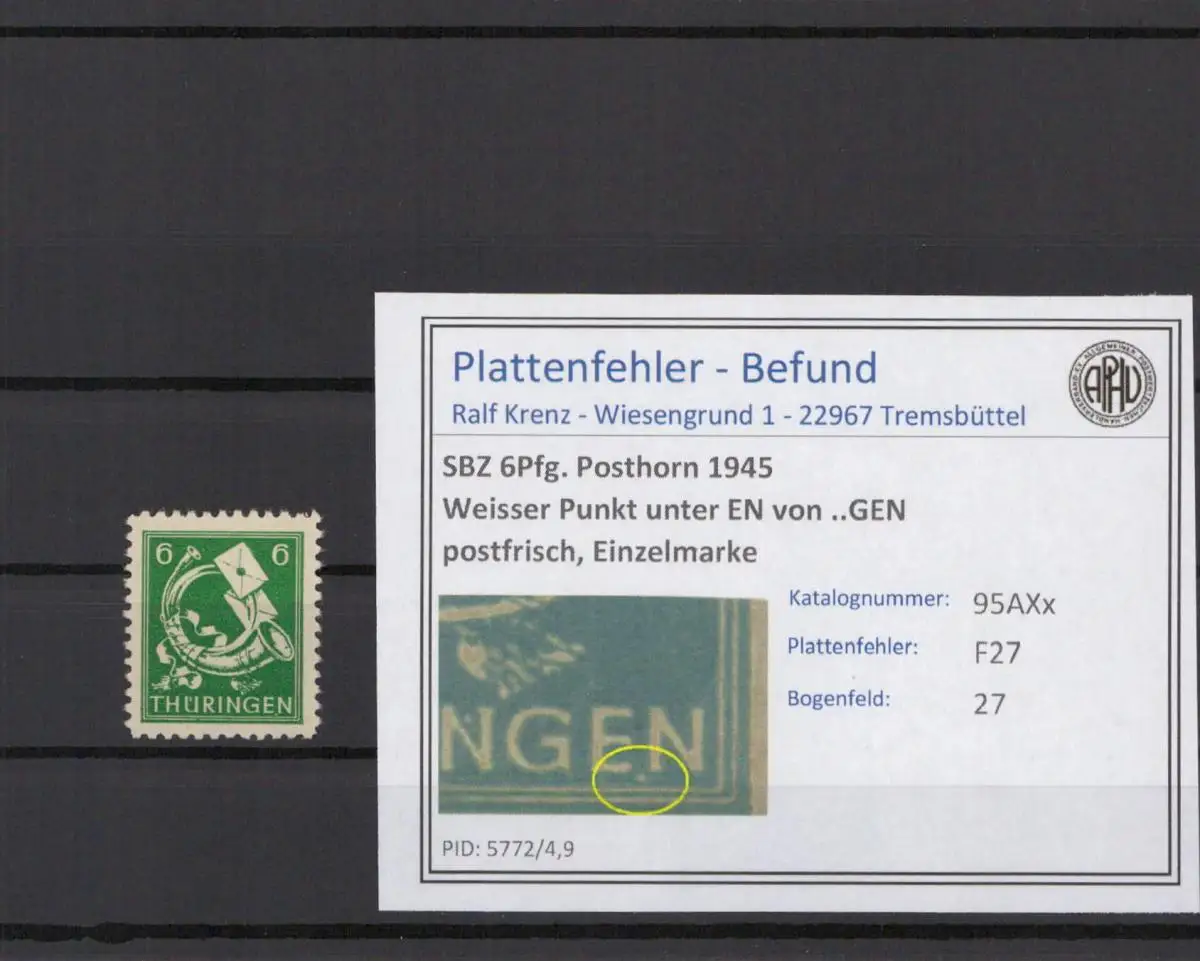 6 6
THÜRINGEN
Plattenfehler - Befund
Ralf Krenz - Wiesengrund 1 - 22967 Tremsbüttel
APHV
SBZ 6Pfg. Posthorn 1945
Weisser Punkt unter EN von ..GEN
postfrisch, Einzelmarke
NGEN
Katalognummer: 95AXx
Plattenfehler: F27
Bogenfeld: 27
PID: 5772/4,9